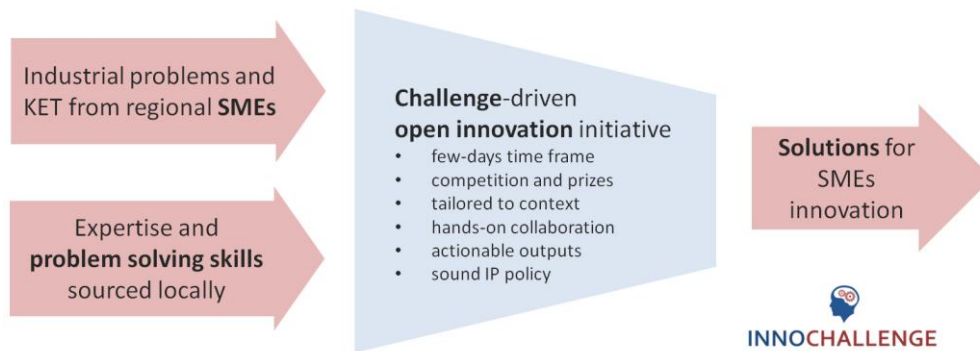 Industrial problems and
KET from regional SMEs
Expertise and
problem solving skills
sourced locally
Challenge-driven
open innovation initiative
• few-days time frame
• competition and prizes
• tailored to context
• hands-on collaboration
• actionable outputs
• sound IP policy
Solutions for
SMEs
innovation
INNOCHALLENGE